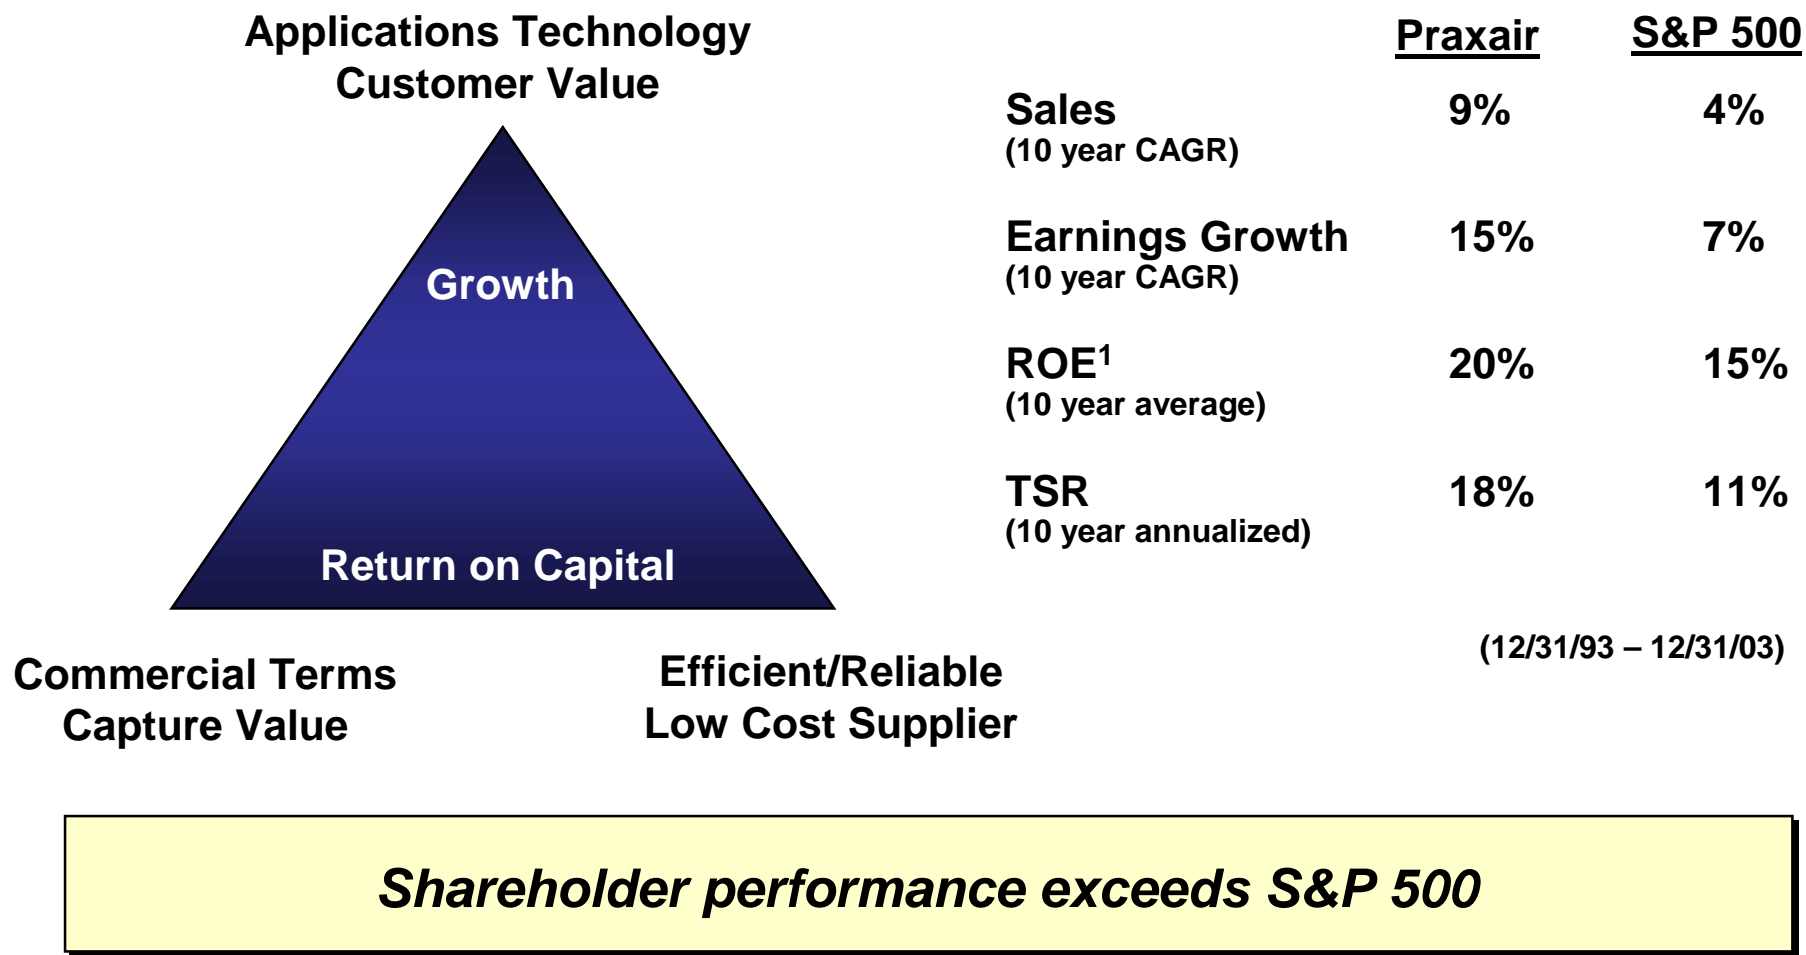 Applications Technology
Customer Value
Growth
Return on Capital
Commercial Terms
Capture Value
Efficient/Reliable
Low Cost Supplier
Praxair S&P 500
Sales 9% 4%
(10 year CAGR)
Earnings Growth 15% 7%
(10 year CAGR)
ROE¹ 20% 15%
(10 year average)
TSR 18% 11%
(10 year annualized)
(12/31/93 – 12/31/03)
Shareholder performance exceeds S&P 500